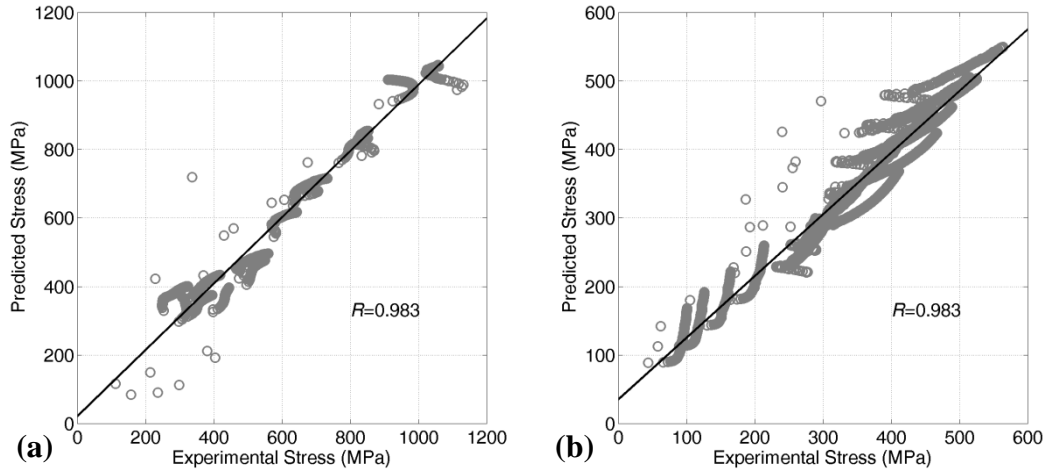 1200
1000
800
600
400
200
0
Predicted Stress (MPa)
R=0.983
0 200 400 600 800 1000 1200
Experimental Stress (MPa)
(a)
600
500
400
300
200
100
0
Predicted Stress (MPa)
R=0.983
0 100 200 300 400 500 600
Experimental Stress (MPa)
(b)